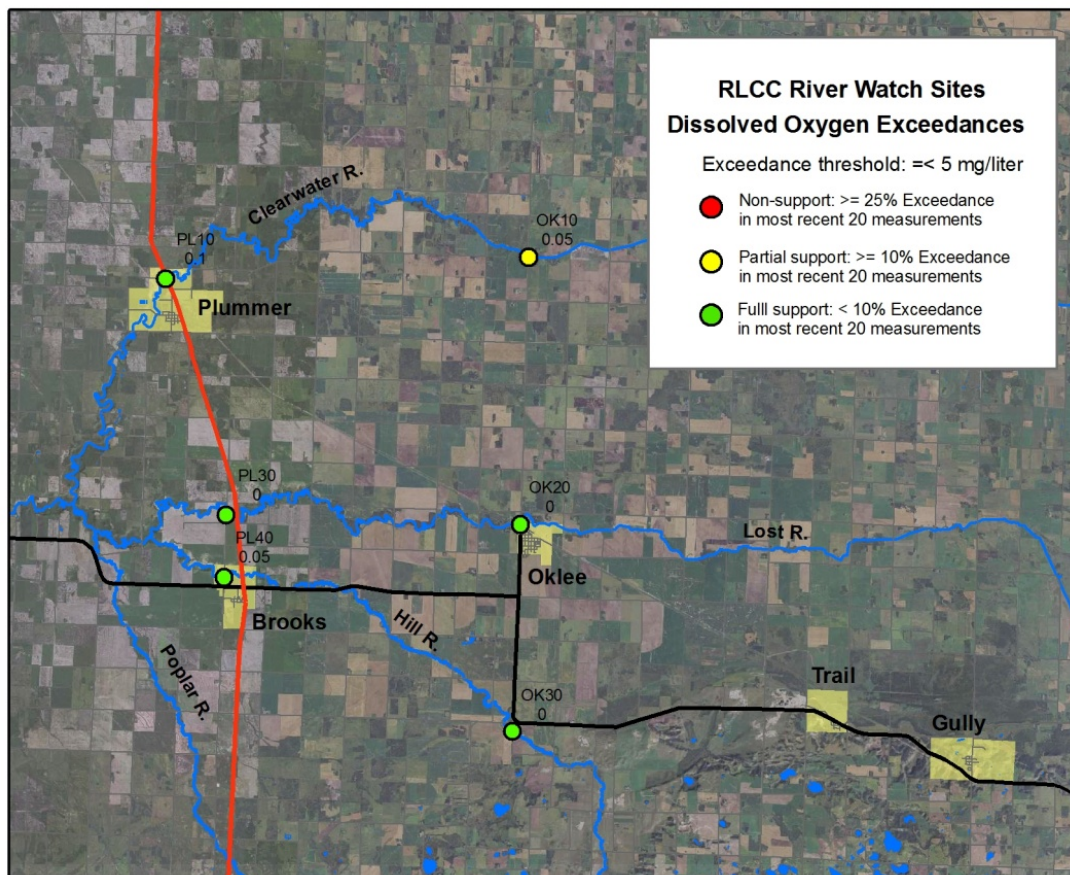 RLCC River Watch Sites
Dissolved Oxygen Exceedances
Exceedance threshold: =< 5 mg/liter
Non-support: >= 25% Exceedance
in most recent 20 measurements
Partial support: >= 10% Exceedance
in most recent 20 measurements
Fulll support: < 10% Exceedance
in most recent 20 measurements
Clearwater R.
OK10
0.05
PL10
0.1
Plummer
PL30
0
OK20
0
Lost R.
PL40
0.05
Oklee
Brooks
Hill R.
Poplar R.
OK30
0
Trail
Gully